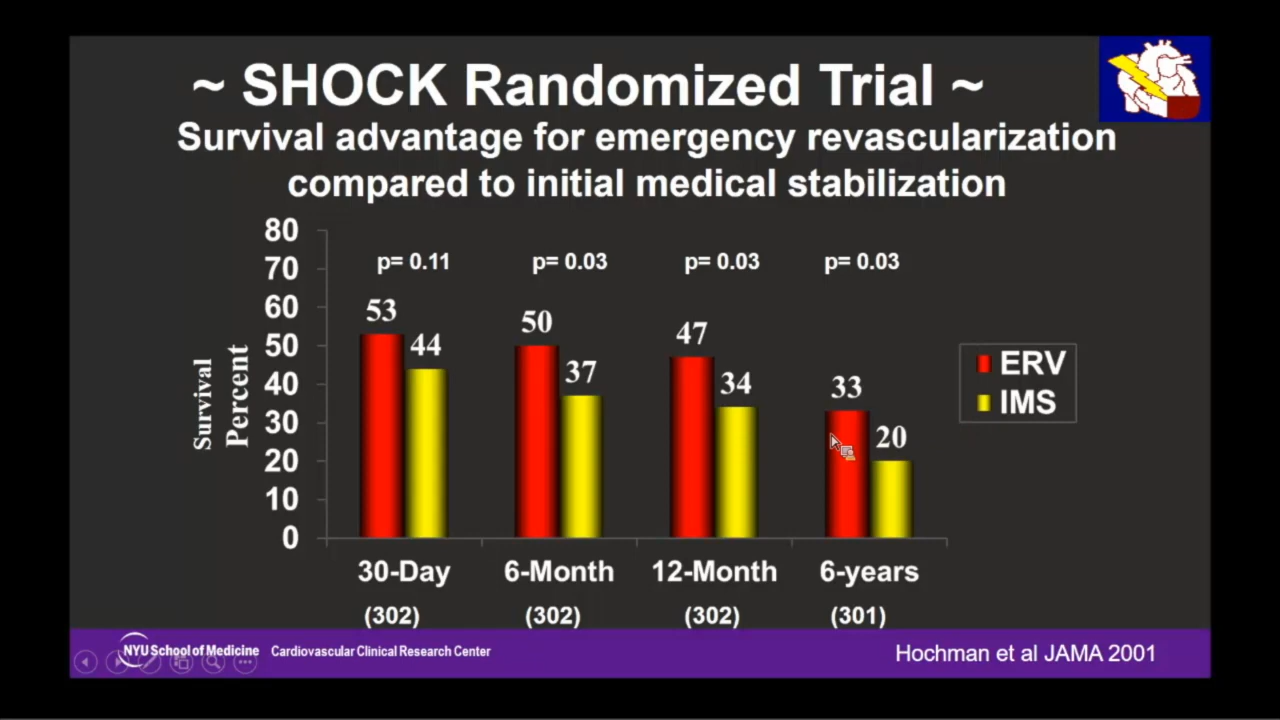 ~ SHOCK Randomized Trial ~
Survival advantage for emergency revascularization
compared to initial medical stabilization
80
70
60
50
40
30
20
10
0
Survival
Percent
p= 0.11
p= 0.03
p= 0.03
p= 0.03
53
44
50
37
47
34
33
20
ERV
IMS
30-Day
6-Month
12-Month
6-years
(302)
(302)
(302)
(301)
NYU School of Medicine
Cardiovascular Clinical Research Center
Hochman et al JAMA 2001